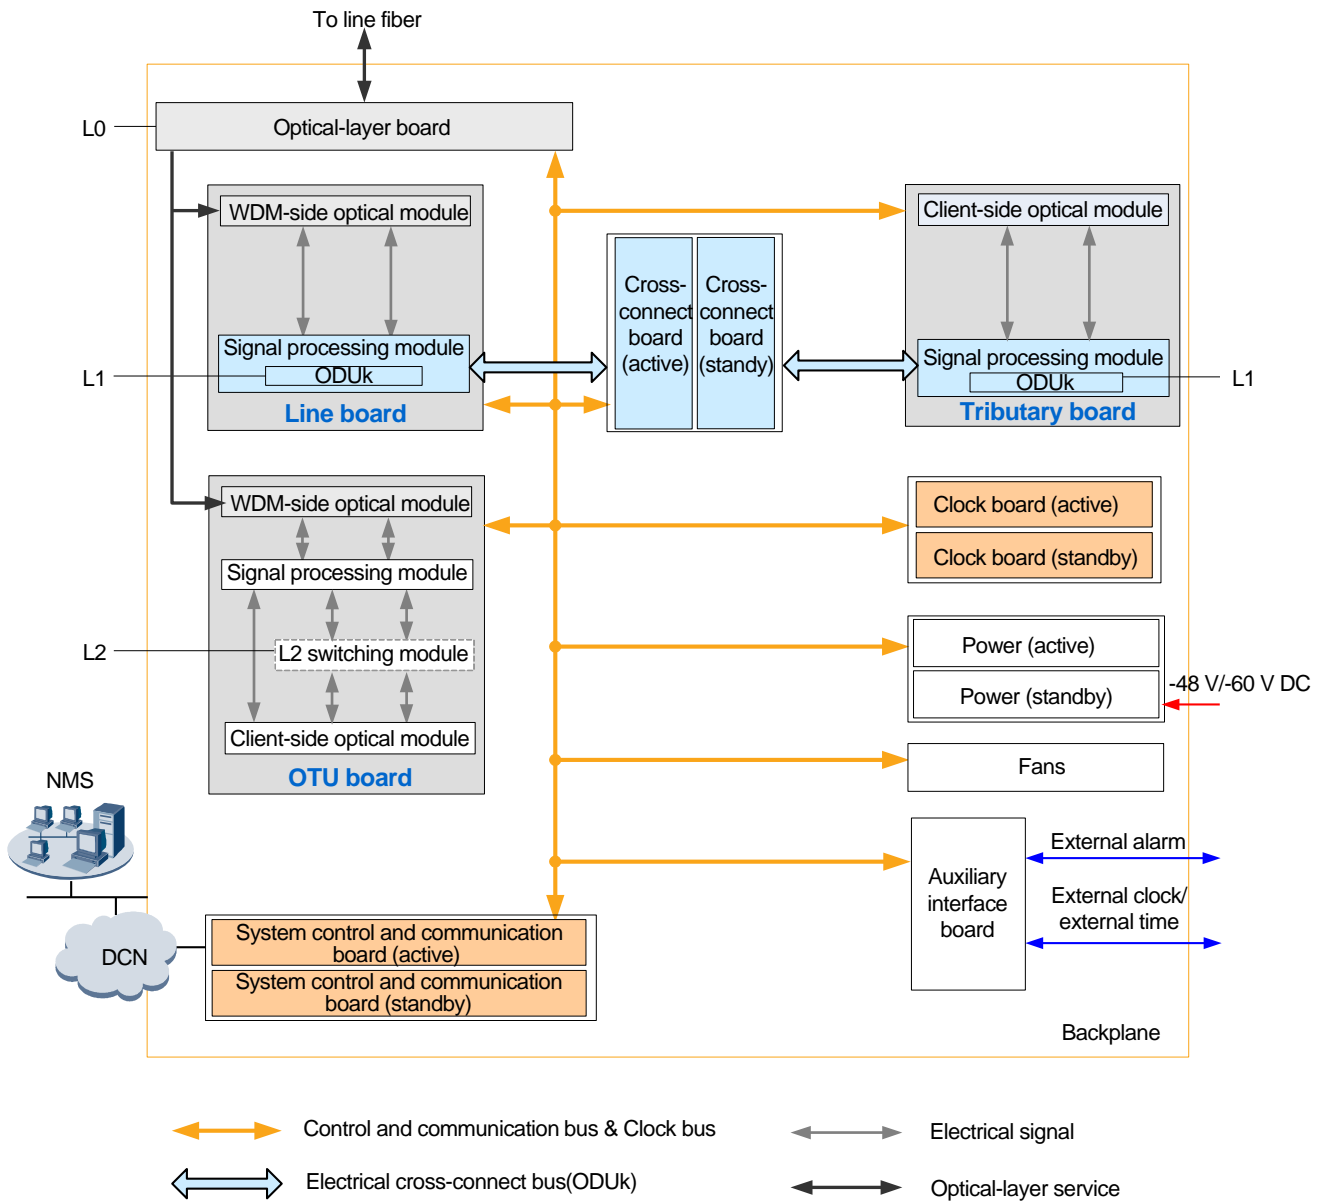 To line fiber
L0
Optical-layer board
WDM-side optical module
Signal processing module
ODUk
L1
Line board
Cross-
connect
board
(active)
Cross-
connect
board
(standy)
Client-side optical module
Signal processing module
ODUk
L1
Tributary board
WDM-side optical module
Signal processing module
L2
L2 switching module
Client-side optical module
OTU board
Clock board (active)
Clock board (standby)
Power (active)
Power (standby)
-48 V/-60 V DC
Fans
NMS
DCN
System control and communication
board (active)
System control and communication
board (standby)
Auxiliary
interface
board
External alarm
External clock/
external time
Backplane
Control and communication bus & Clock bus
Electrical signal
Electrical cross-connect bus(ODUk)
Optical-layer service